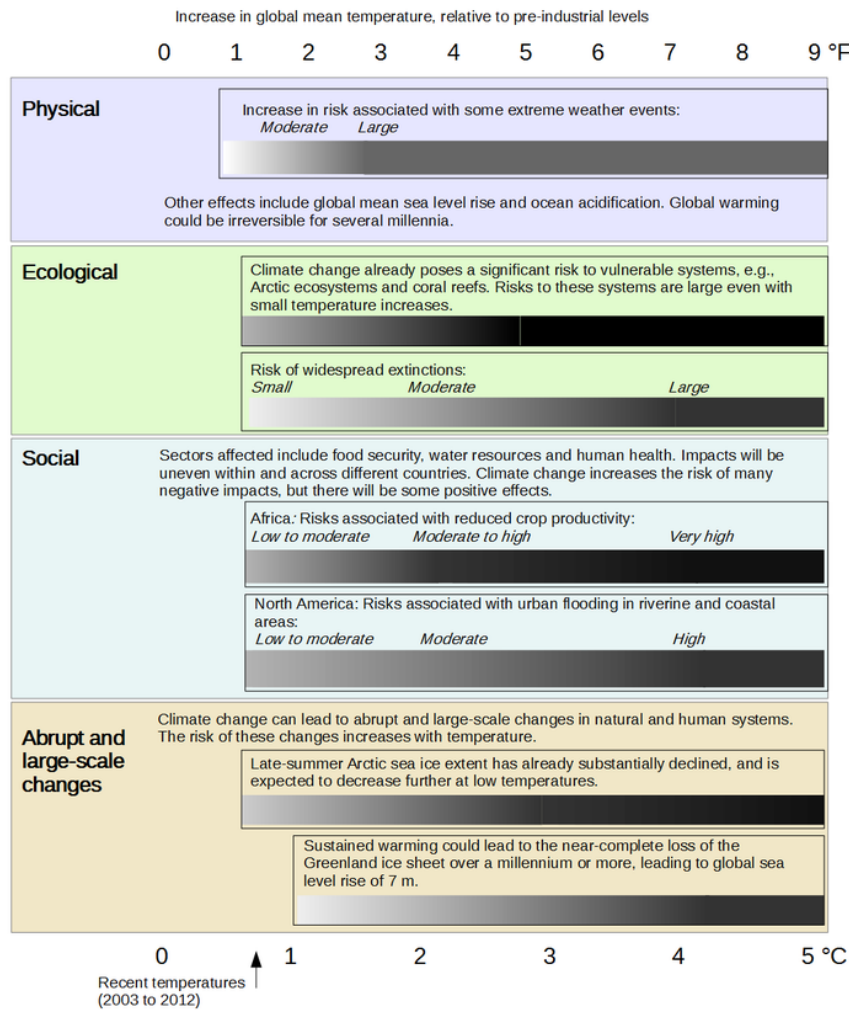 Increase in global mean temperature, relative to pre-industrial levels
0 1 2 3 4 5 6 7 8 9 °F
Physical
Increase in risk associated with some extreme weather events:
Moderate Large
Other effects include global mean sea level rise and ocean acidification. Global warming
could be irreversible for several millennia.
Ecological
Climate change already poses a significant risk to vulnerable systems, e.g.,
Arctic ecosystems and coral reefs. Risks to these systems are large even with
small temperature increases.
Risk of widespread extinctions:
Small Moderate Large
Social
Sectors affected include food security, water resources and human health. Impacts will be
uneven within and across different countries. Climate change increases the risk of many
negative impacts, but there will be some positive effects.
Africa: Risks associated with reduced crop productivity:
Low to moderate Moderate to high Very high
North America: Risks associated with urban flooding in riverine and coastal
areas:
Low to moderate Moderate High
Abrupt and
large-scale
changes
Climate change can lead to abrupt and large-scale changes in natural and human systems.
The risk of these changes increases with temperature.
Late-summer Arctic sea ice extent has already substantially declined, and is
expected to decrease further at low temperatures.
Sustained warming could lead to the near-complete loss of the
Greenland ice sheet over a millennium or more, leading to global sea
level rise of 7 m.
0 1 2 3 4 5 °C
Recent temperatures
(2003 to 2012)